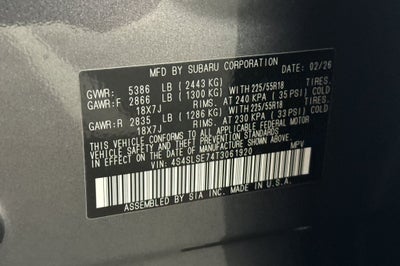 MFD BY SUBARU CORPORATION DATE: 02/26
GVWR: 5386 LB (2443 KG)
GAWR:F 2866 LB (1300 KG) WITH 225/55R18 TIRES.
18X7J RIMS. AT 240 KPA (35 PSI) COLD
GAWR:R 2835 LB (1286 KG) WITH 225/55R18 TIRES.
18X7J RIMS. AT 230 KPA (33 PSI) COLD
THIS VEHICLE CONFORMS TO ALL APPLICABLE FEDERAL MOTOR
VEHICLE SAFETY AND THEFT PREVENTION STANDARDS
IN EFFECT ON THE DATE OF MANUFACTURE SHOWN ABOVE.
VIN: 4S4SLSE74T3061920 MPV
ASSEMBLED BY SIA INC. MADE IN U.S.A.